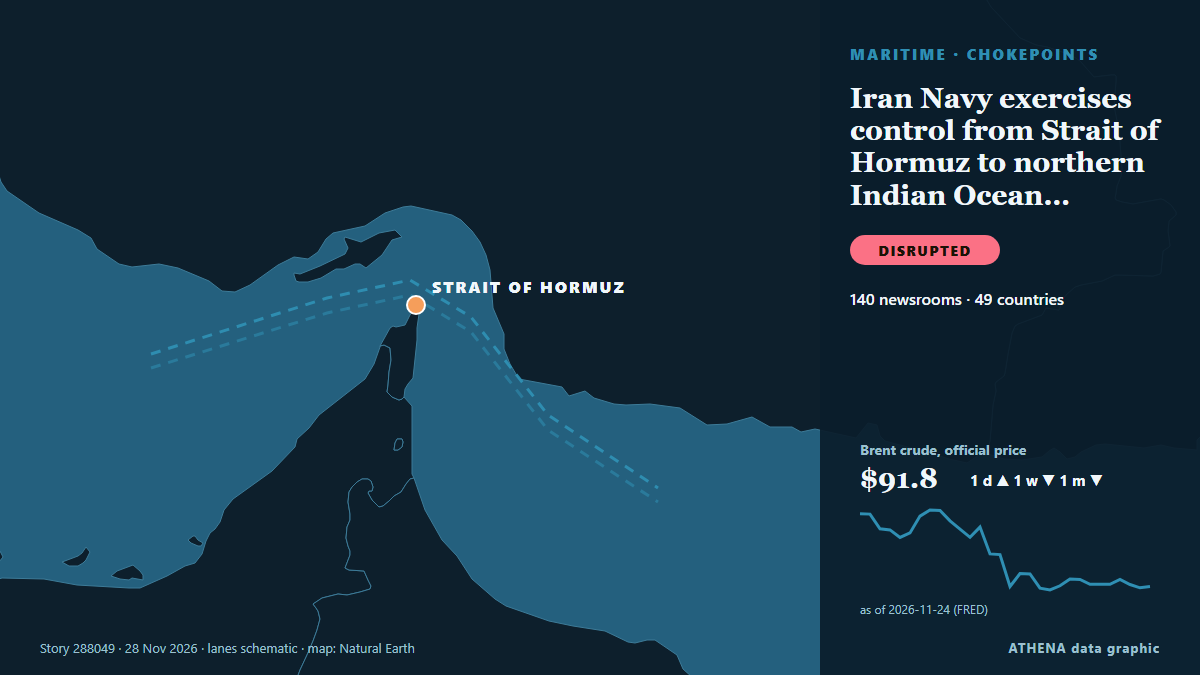 MARITIME · CHOKEPOINTS
Iran Navy exercises
control from Strait of
Hormuz to northern
Indian Ocean...
DISRUPTED
140 newsrooms · 49 countries
STRAIT OF HORMUZ
Brent crude, official price
$91.8 1 d ▲ 1 w ▼ 1 m ▼
as of 2026-11-24 (FRED)
Story 288049 · 28 Nov 2026 · lanes schematic · map: Natural Earth
ATHENA data graphic